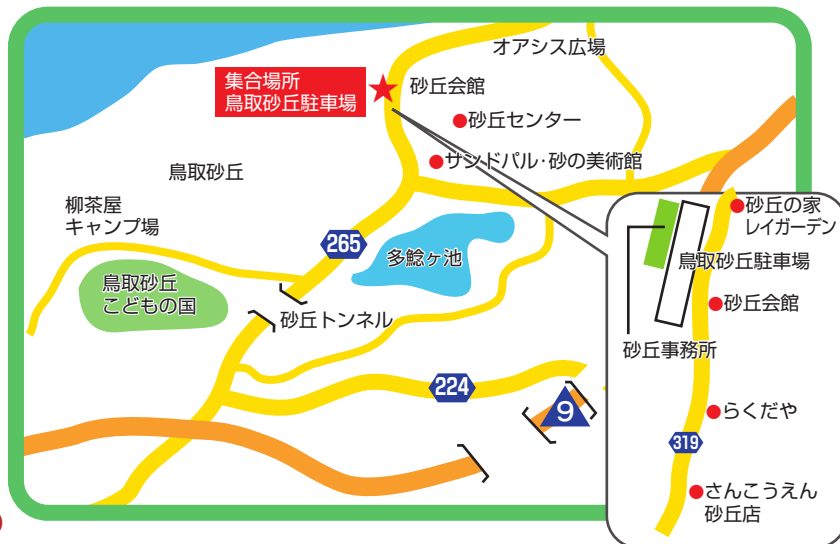 オアシス広場
集合場所
鳥取砂丘駐車場
砂丘会館
砂丘センター
サンドパル・砂の美術館
鳥取砂丘
柳茶屋
キャンプ場
265
多鯰ヶ池
鳥取砂丘
こどもの国
砂丘トンネル
224
9
砂丘の家
レイガーデン
鳥取砂丘駐車場
砂丘会館
砂丘事務所
らくだや
319
さんこうえん
砂丘店